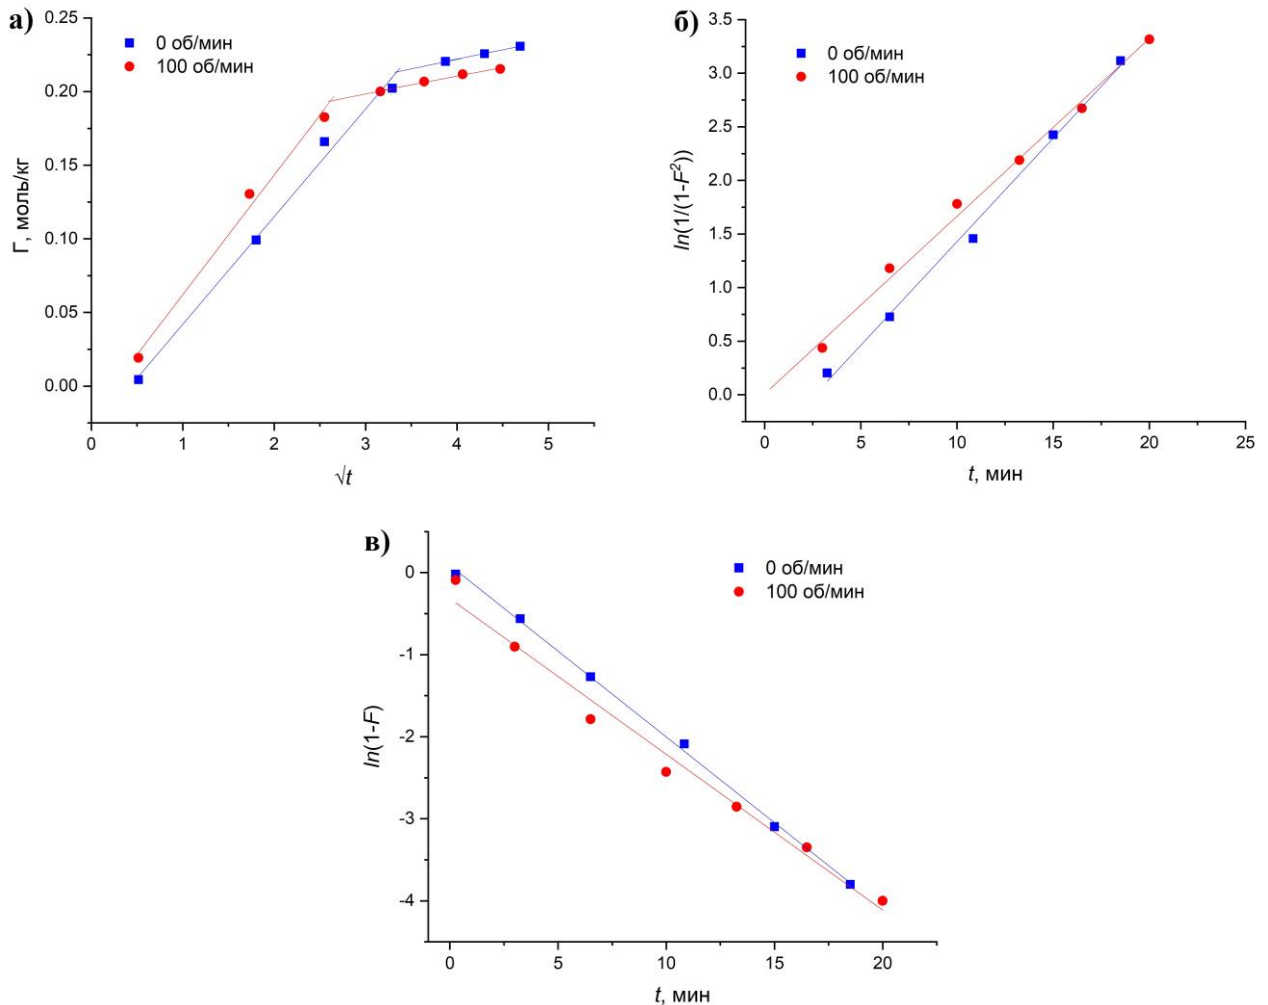 а)
0 об/мин
100 об/мин
Г, моль/кг
0.25
0.20
0.15
0.10
0.05
0.00
0
1
2
3
4
5
√t
б)
0 об/мин
100 об/мин
ln(1/(1-F²))
3.5
3.0
2.5
2.0
1.5
1.0
0.5
0.0
0
5
10
15
20
25
t, мин
в)
0 об/мин
100 об/мин
ln(1-F)
0
-1
-2
-3
-4
0
5
10
15
20
t, мин